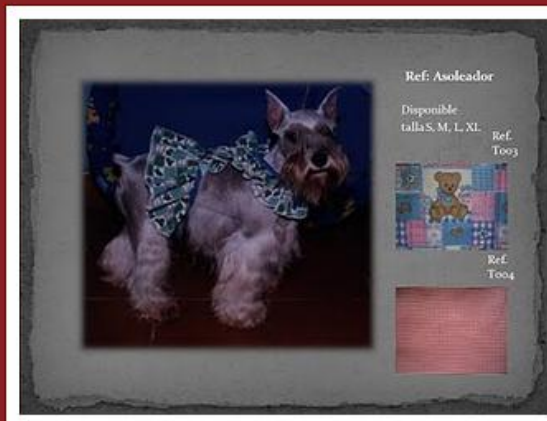 Ref: Asoleador
Disponible
talla S, M, L, XL
Ref.
T003
Ref.
T004